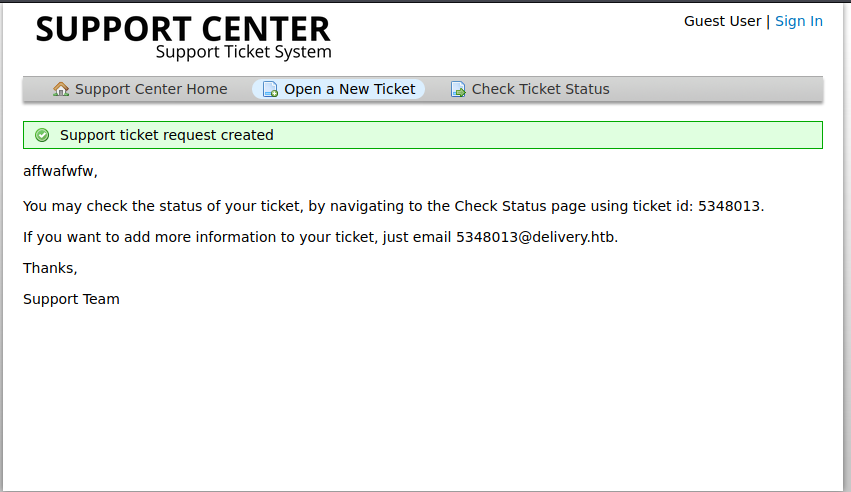 SUPPORT CENTER
Support Ticket System
Guest User | Sign In
Support Center Home Open a New Ticket Check Ticket Status
Support ticket request created
affwafwfw,
You may check the status of your ticket, by navigating to the Check Status page using ticket id: 5348013.
If you want to add more information to your ticket, just email 5348013@delivery.htb.
Thanks,
Support Team